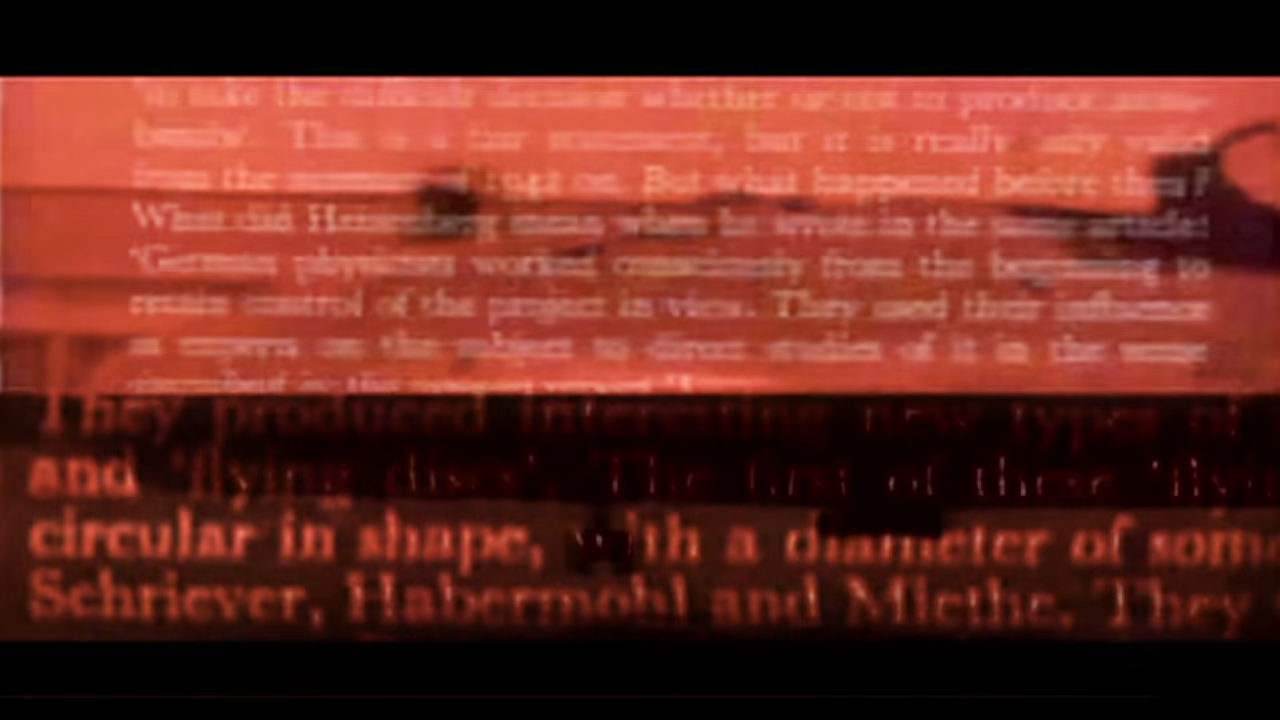 to take the difficult decision whether or not to produce atom-
bombs'. This is a fair statement, but it is really only valid
from the summer of 1942 on. But what happened before then?
What did Heisenberg mean when he wrote in the same article:
'German physicists worked consciously from the beginning to
retain control of the project in view. They used their influence
as experts on the subject to direct studies of it in the sense
They produced interesting new types of
and 'flying discs'. The first of these 'flyin
circular in shape, with a diameter of some
Schriever, Habermohl and Miethe. They